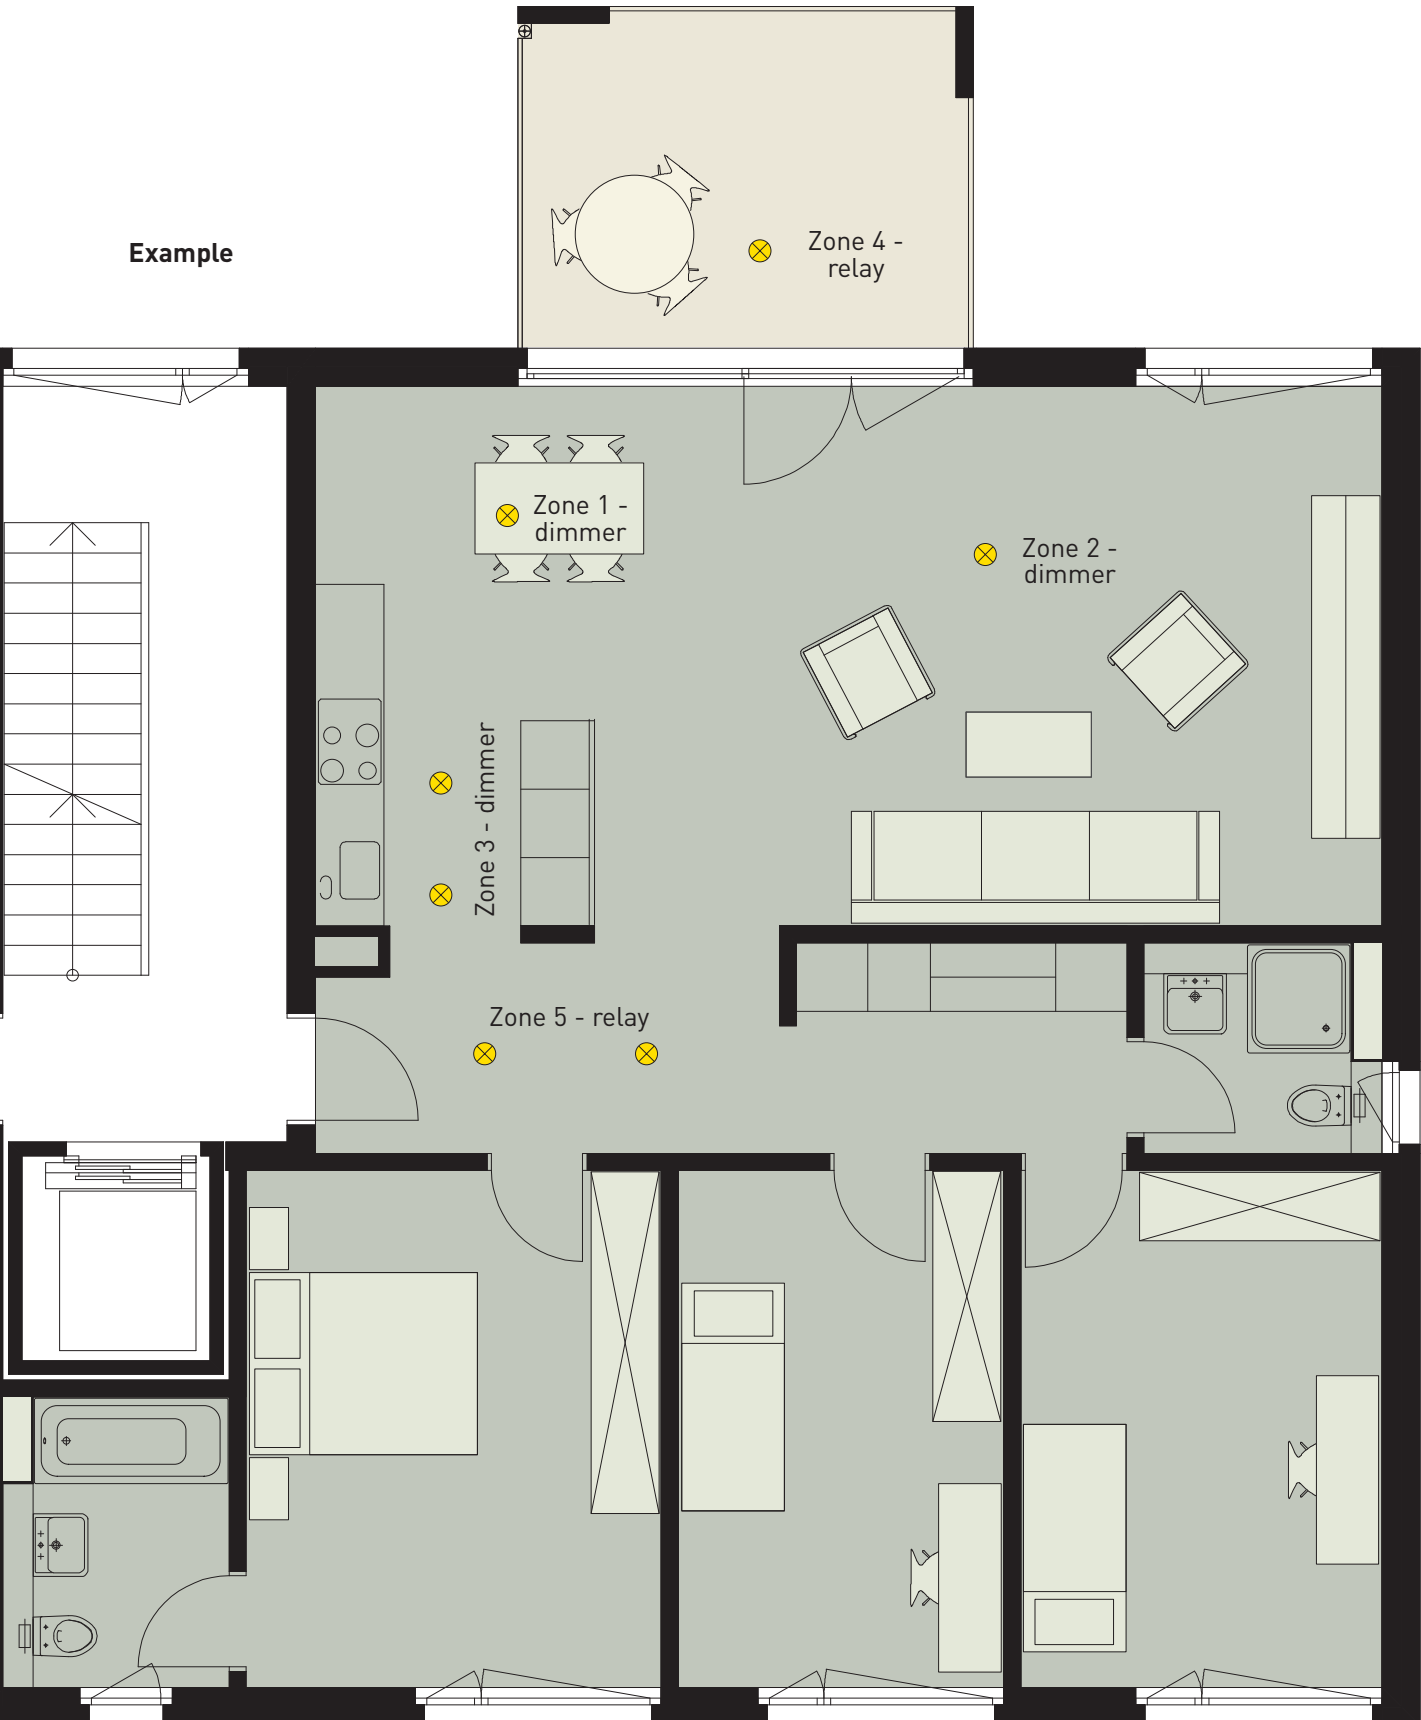 Example
Zone 4 -
relay
Zone 1 -
dimmer
Zone 2 -
dimmer
Zone 3 - dimmer
Zone 5 - relay